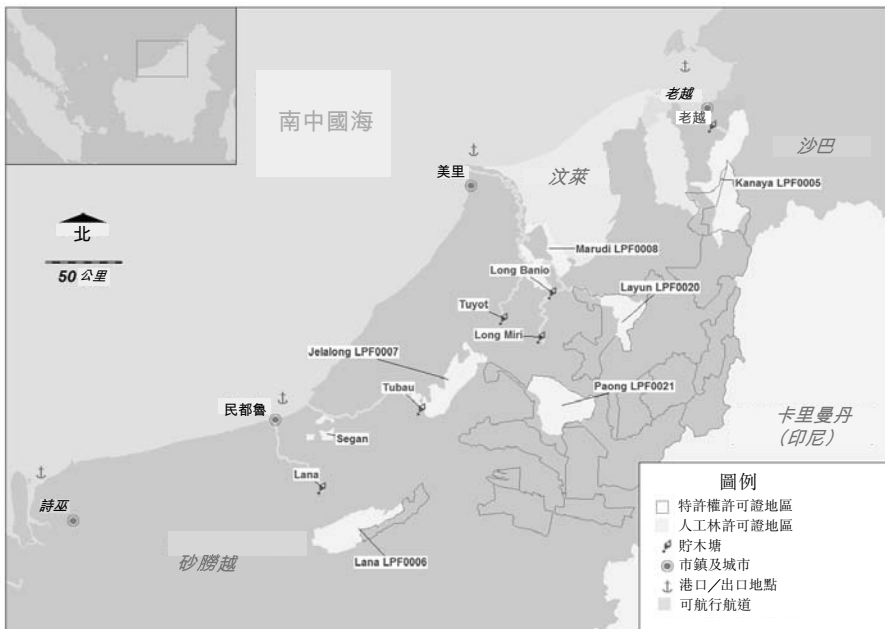 南中國海
老越
老越
沙巴
Kanaya LPF0005
美里
汶萊
北
50 公里
Marudi LPF0008
Long Banio
Layun LPF0020
Tuyot
Long Miri
Jelalong LPF0007
Tubau
Paong LPF0021
民都魯
Segan
卡里曼丹
（印尼）
Lana
詩巫
砂朥越
Lana LPF0006
圖例
特許權許可證地區
人工林許可證地區
貯木塘
市鎮及城市
港口／出口地點
可航行航道